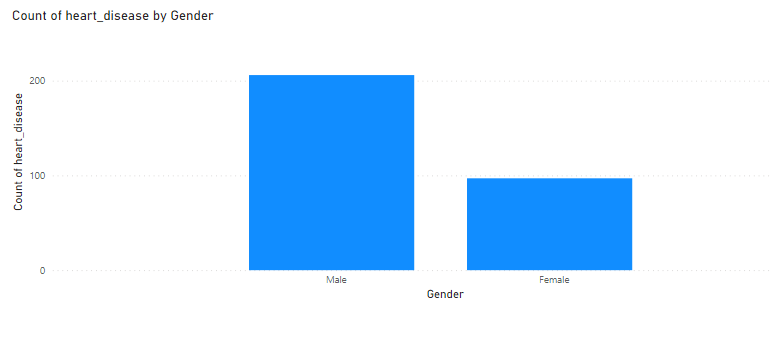 Count of heart_disease by Gender
Count of heart_disease
200
100
0
Male Female
Gender